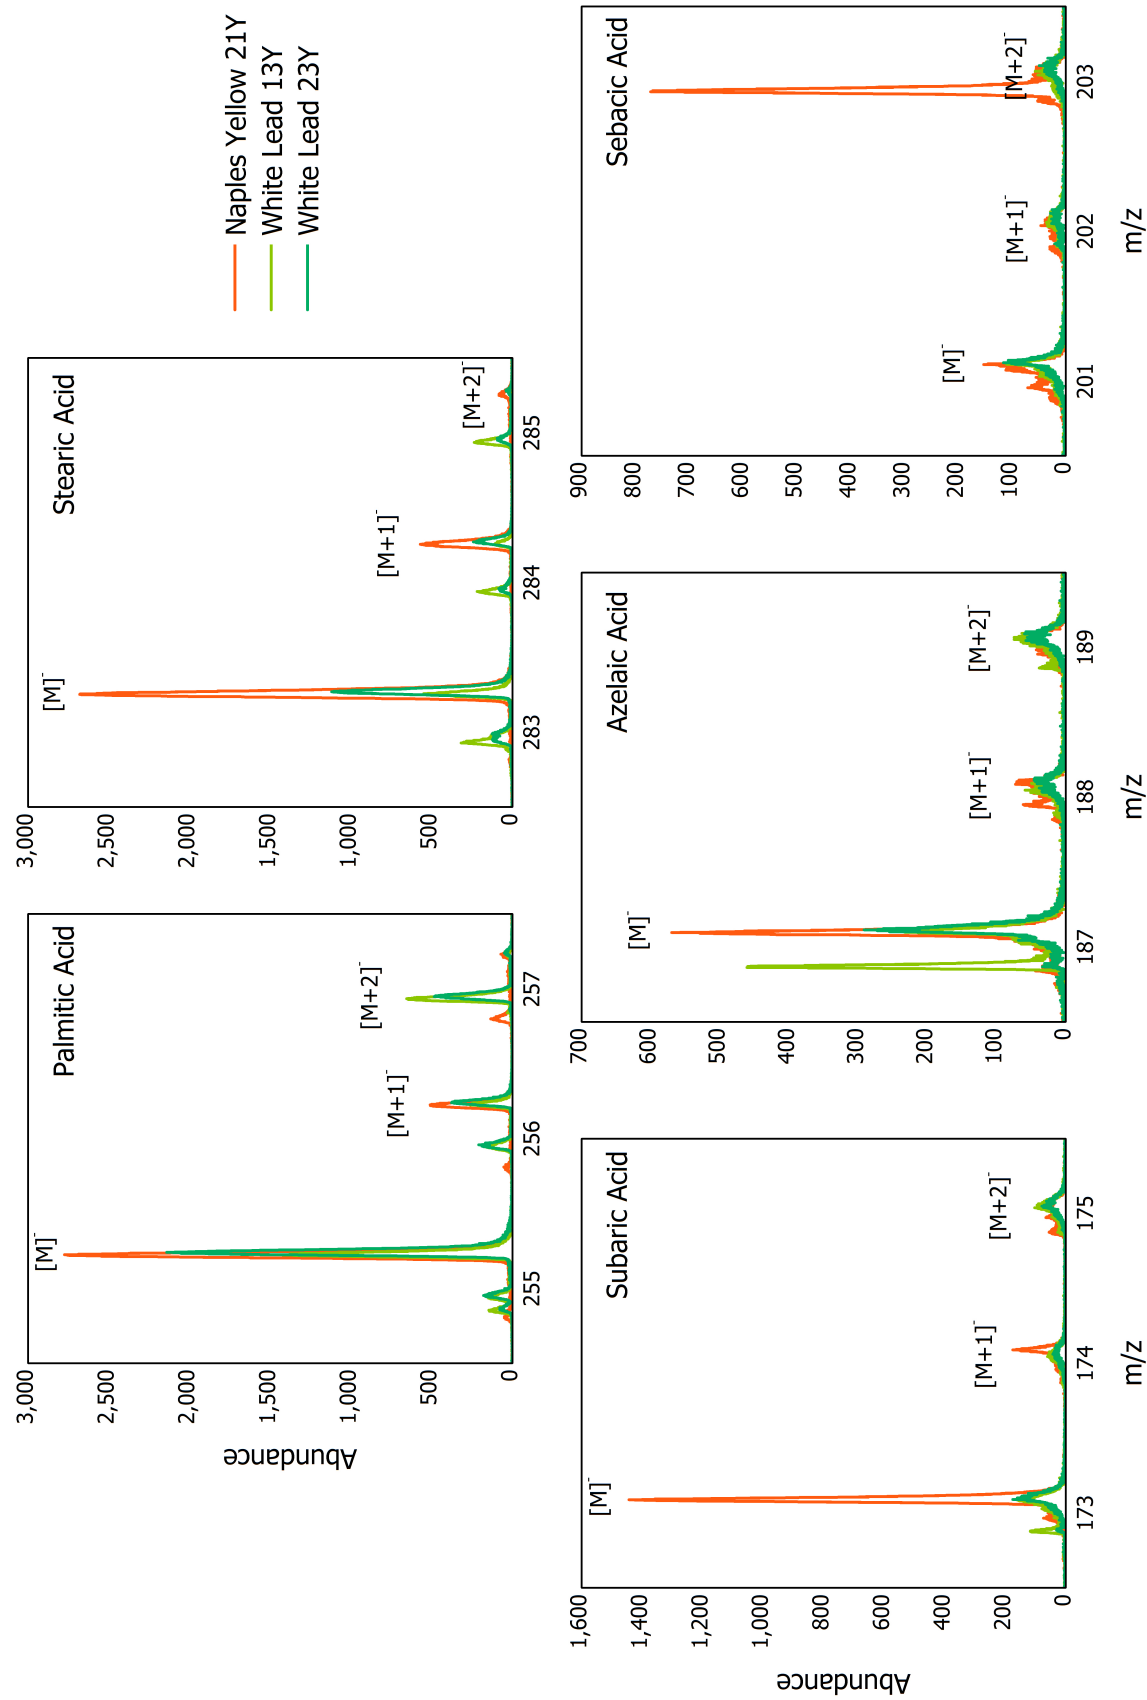 Palmitic Acid
[M]⁻
[M+1]⁻
[M+2]⁻
3,000
2,500
2,000
1,500
1,000
500
0
Abundance
255
256
257
Stearic Acid
[M]⁻
[M+1]⁻
[M+2]⁻
3,000
2,500
2,000
1,500
1,000
500
0
283
284
285
Naples Yellow 21Y
White Lead 13Y
White Lead 23Y
Subaric Acid
[M]⁻
[M+1]⁻
[M+2]⁻
1,600
1,400
1,200
1,000
800
600
400
200
0
Abundance
173
174
175
m/z
Azelaic Acid
[M]⁻
[M+1]⁻
[M+2]⁻
700
600
500
400
300
200
100
0
187
188
189
m/z
Sebacic Acid
[M]⁻
[M+1]⁻
[M+2]⁻
900
800
700
600
500
400
300
200
100
0
201
202
203
m/z